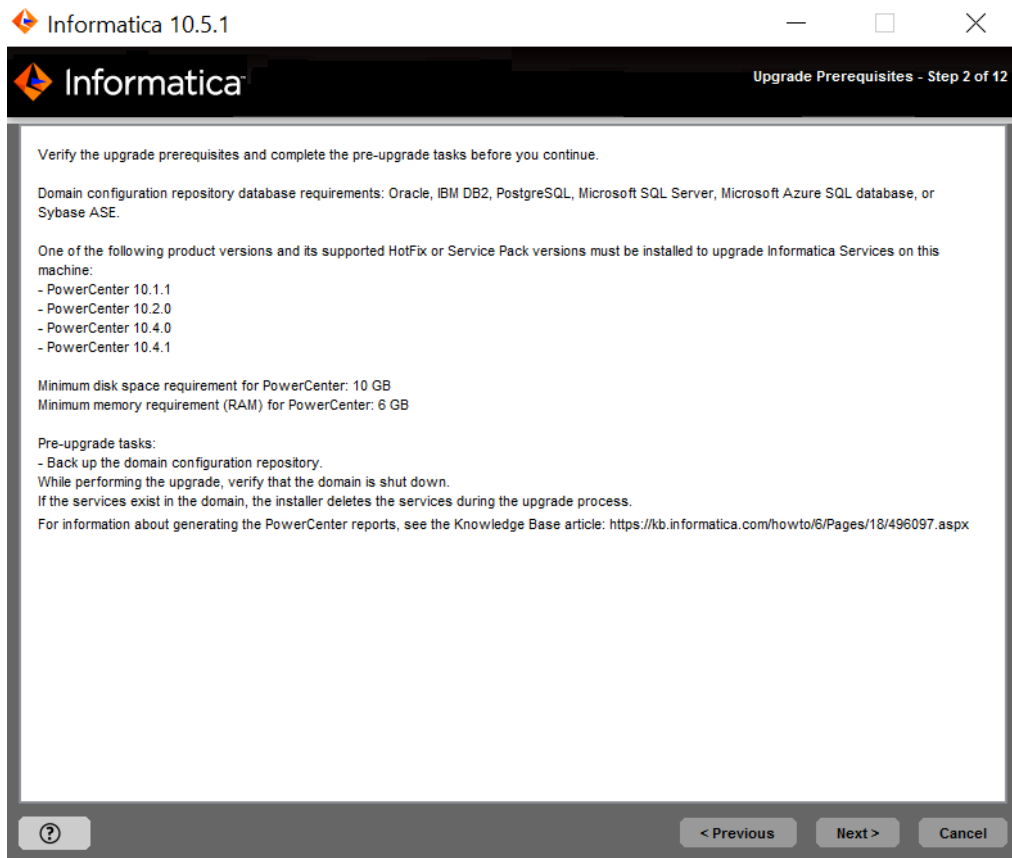 Informatica 10.5.1
Informatica
Upgrade Prerequisites - Step 2 of 12
Verify the upgrade prerequisites and complete the pre-upgrade tasks before you continue.
Domain configuration repository database requirements: Oracle, IBM DB2, PostgreSQL, Microsoft SQL Server, Microsoft Azure SQL database, or
Sybase ASE.
One of the following product versions and its supported HotFix or Service Pack versions must be installed to upgrade Informatica Services on this
machine:
- PowerCenter 10.1.1
- PowerCenter 10.2.0
- PowerCenter 10.4.0
- PowerCenter 10.4.1
Minimum disk space requirement for PowerCenter: 10 GB
Minimum memory requirement (RAM) for PowerCenter: 6 GB
Pre-upgrade tasks:
- Back up the domain configuration repository.
While performing the upgrade, verify that the domain is shut down.
If the services exist in the domain, the installer deletes the services during the upgrade process.
For information about generating the PowerCenter reports, see the Knowledge Base article: https://kb.informatica.com/howto/6/Pages/18/496097.aspx
?
< Previous
Next >
Cancel